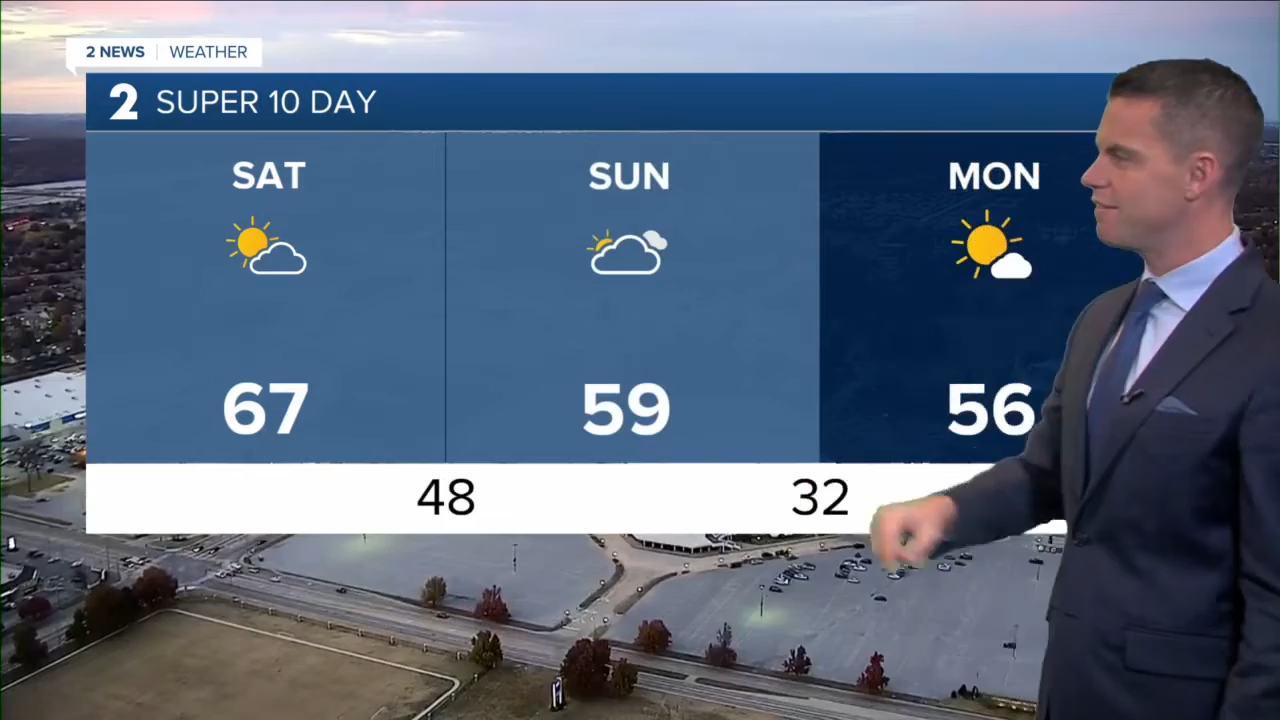 2 NEWS | WEATHER
2 SUPER 10 DAY
SAT SUN MON
67 59 56
48 32